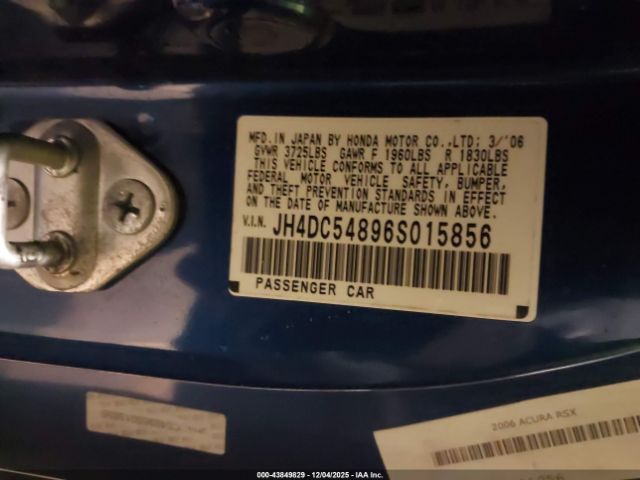 MFD. IN JAPAN BY HONDA MOTOR CO.,LTD; 3/'06
GVWR 3725LBS GAWR F 1960LBS R 1830LBS
THIS VEHICLE CONFORMS TO ALL APPLICABLE
FEDERAL MOTOR VEHICLE, SAFETY, BUMPER,
AND THEFT PREVENTION STANDARDS IN EFFECT
ON THE DATE OF MANUFACTURE SHOWN ABOVE.
V.I.N. JH4DC54896S015856
PASSENGER CAR
2006 ACURA RSX
000-43849829 - 12/04/2025 - IAA Inc. Copyright